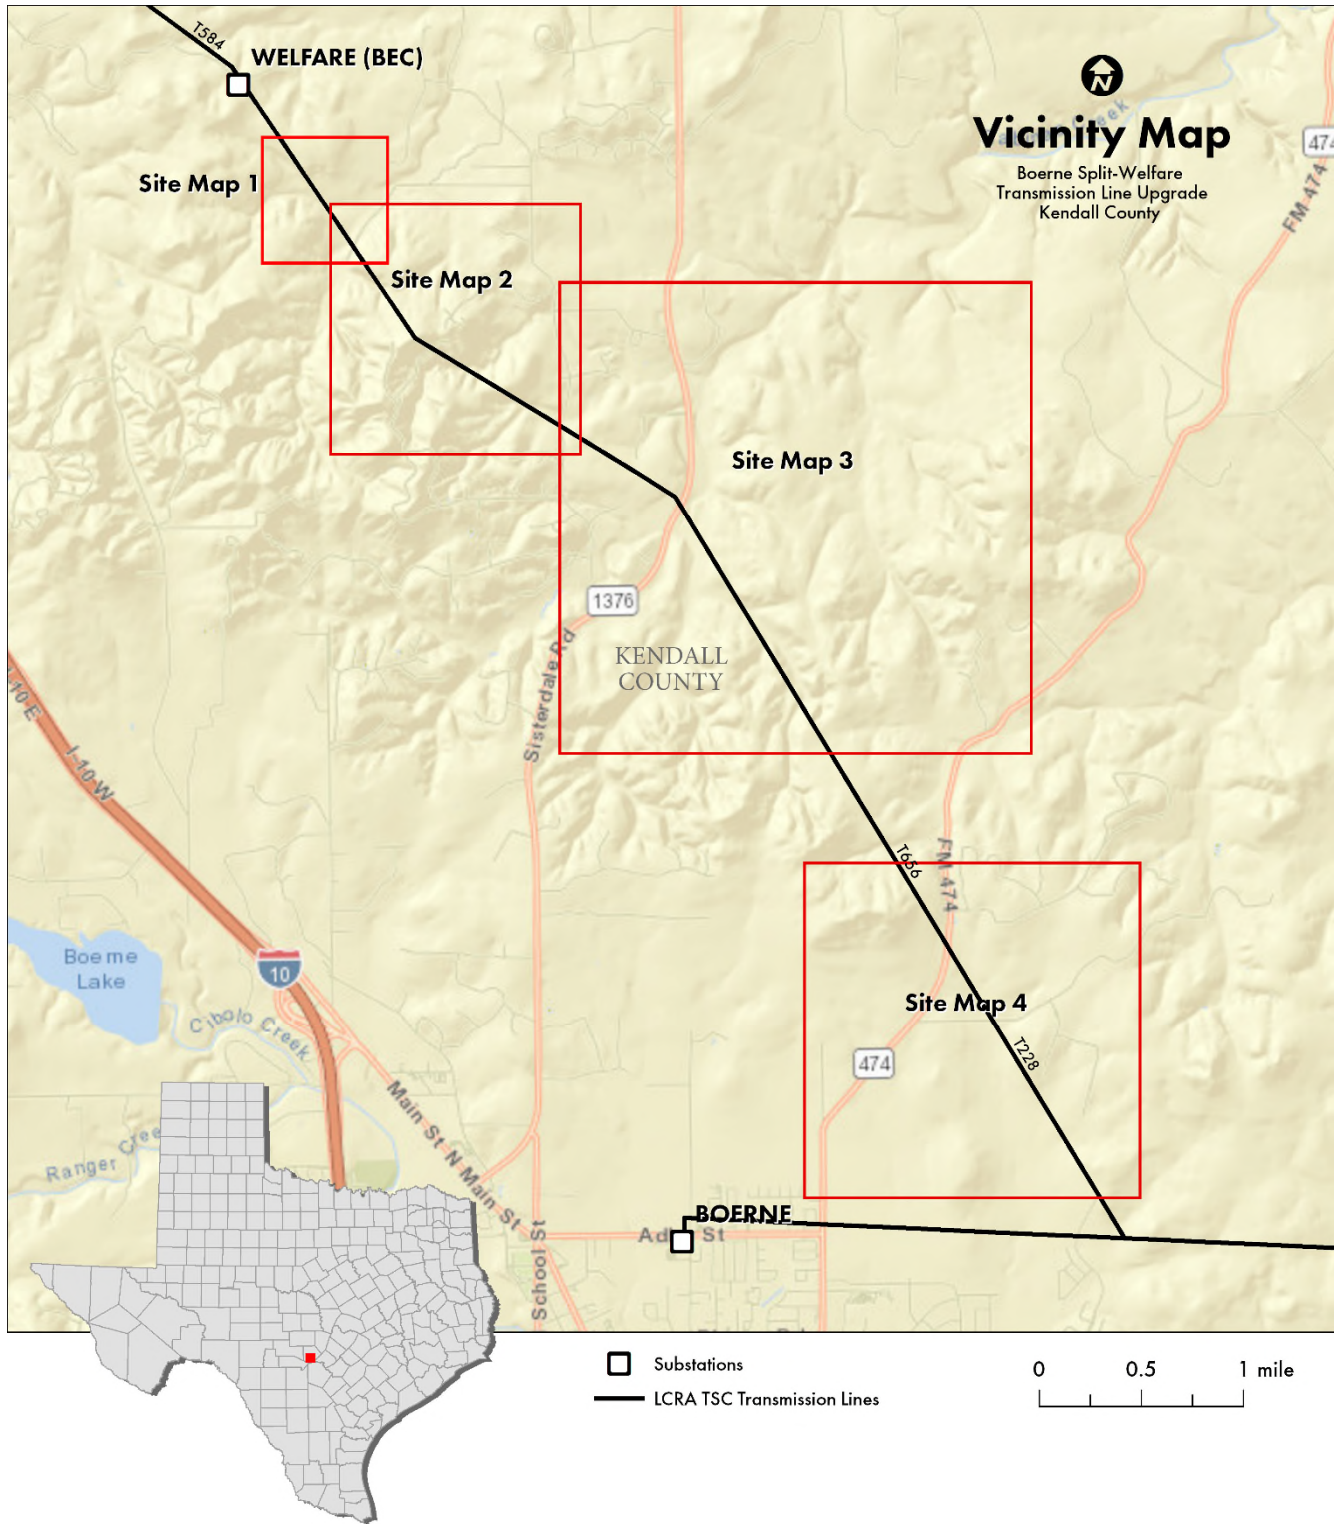 T584
WELFARE (BEC)
Vicinity Map
Boerne Split-Welfare
Transmission Line Upgrade
Kendall County
474
FM 474
Site Map 1
Site Map 2
Site Map 3
1376
KENDALL
COUNTY
Sisterdale Rd
I-10 E
I-10 W
T656
FM 474
Boerne
Lake
10
Site Map 4
Cibolo Creek
T228
474
Main St
N Main St
Ranger Cree
BOERNE
Ad
St
School St
Substations
LCRA TSC Transmission Lines
0 0.5 1 mile
N